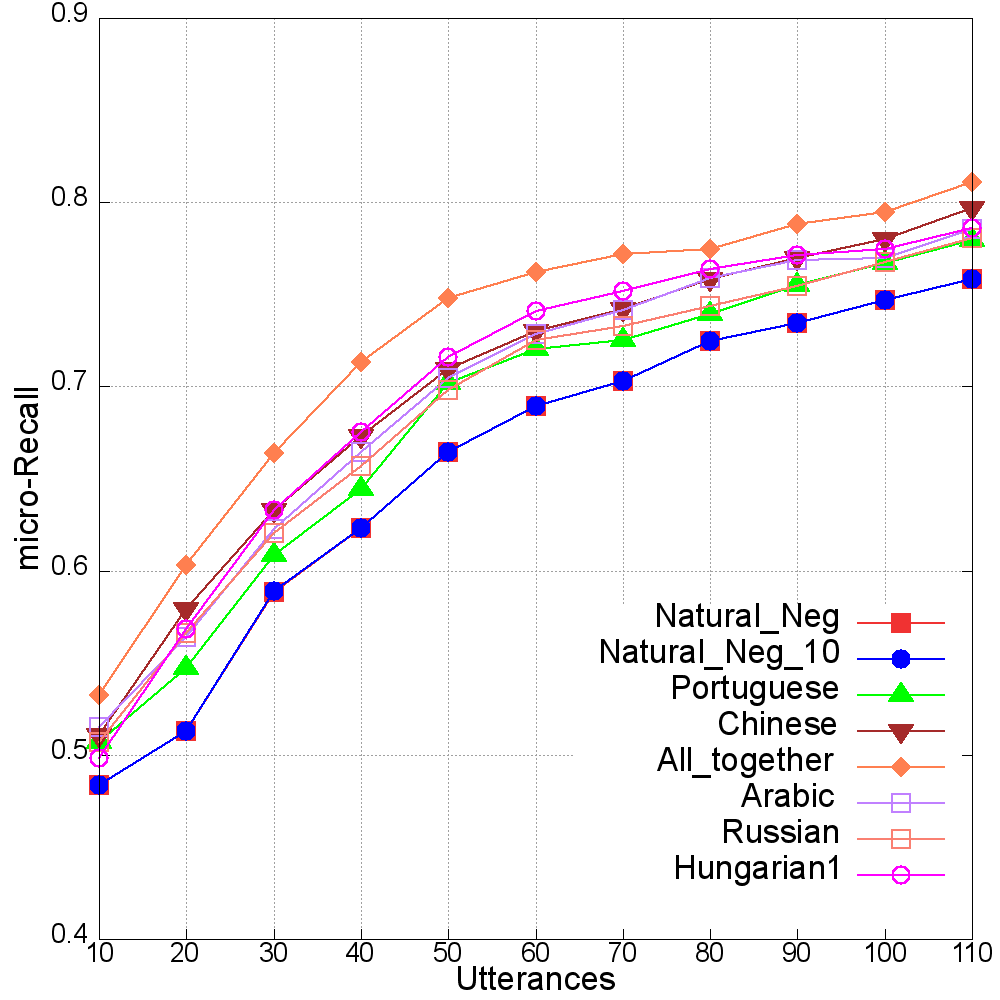 0.9
0.8
0.7
0.6
0.5
0.4
micro-Recall
Natural_Neg
Natural_Neg_10
Portuguese
Chinese
All_together
Arabic
Russian
Hungarian1
10 20 30 40 50 60 70 80 90 100 110
Utterances